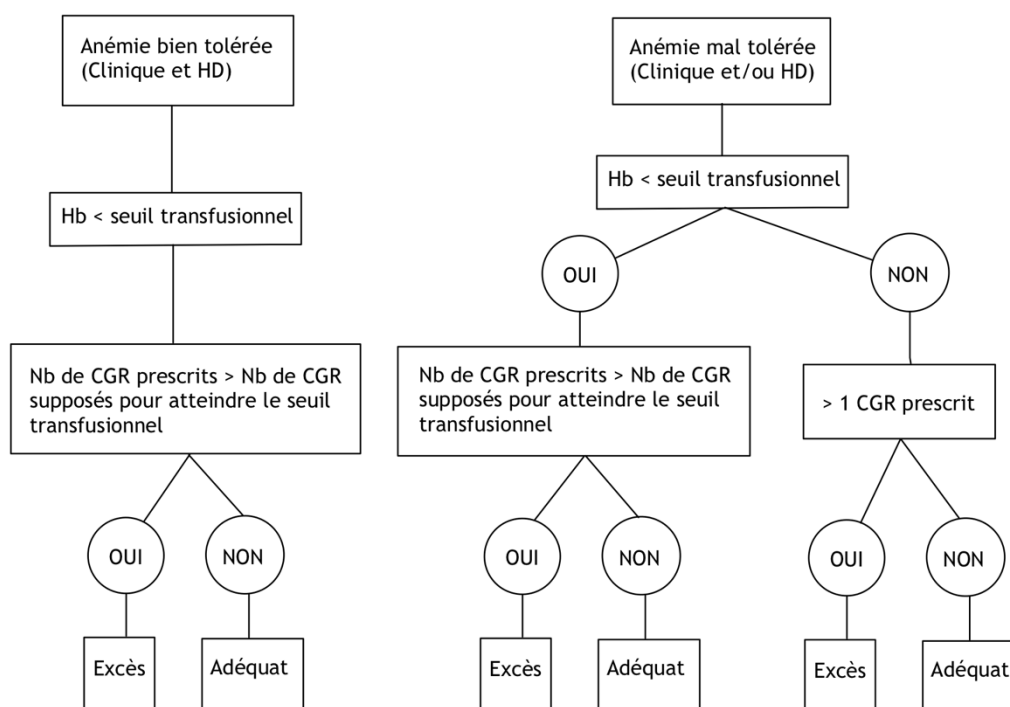 Anémie bien tolérée
(Clinique et HD)
Hb < seuil transfusionnel
Nb de CGR prescrits > Nb de CGR
supposés pour atteindre le seuil
transfusionnel
OUI
NON
Excès
Adéquat
Anémie mal tolérée
(Clinique et/ou HD)
Hb < seuil transfusionnel
OUI
NON
Nb de CGR prescrits > Nb de CGR
supposés pour atteindre le seuil
transfusionnel
> 1 CGR prescrit
OUI
NON
OUI
NON
Excès
Adéquat
Excès
Adéquat